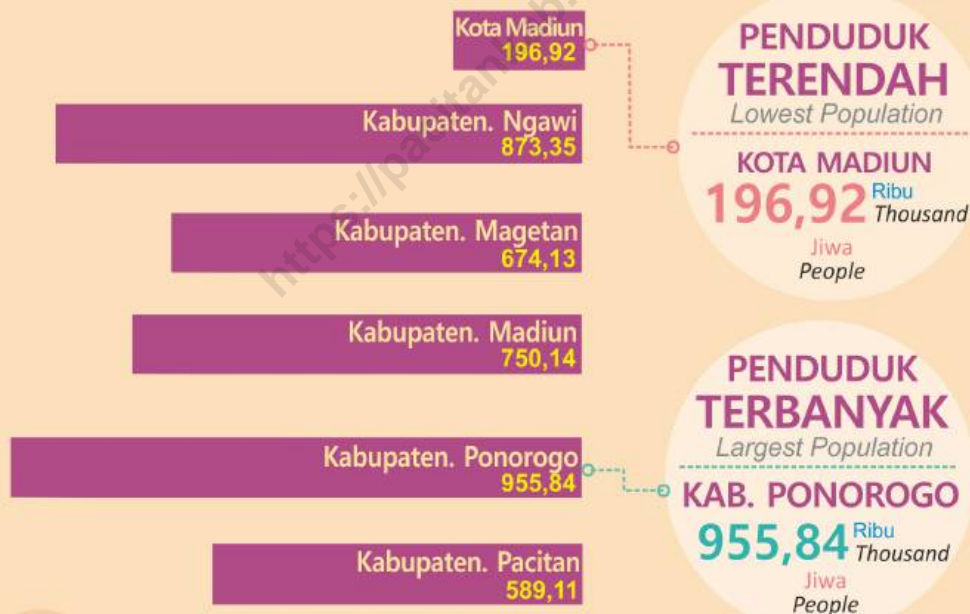 Kota Madiun
196,92
Kabupaten. Ngawi
873,35
Kabupaten. Magetan
674,13
Kabupaten. Madiun
750,14
Kabupaten. Ponorogo
955,84
Kabupaten. Pacitan
589,11
PENDUDUK
TERENDAH
Lowest Population
KOTA MADIUN
196,92 Ribu
Thousand
Jiwa
People
PENDUDUK
TERBANYAK
Largest Population
KAB. PONOROGO
955,84 Ribu
Thousand
Jiwa
People